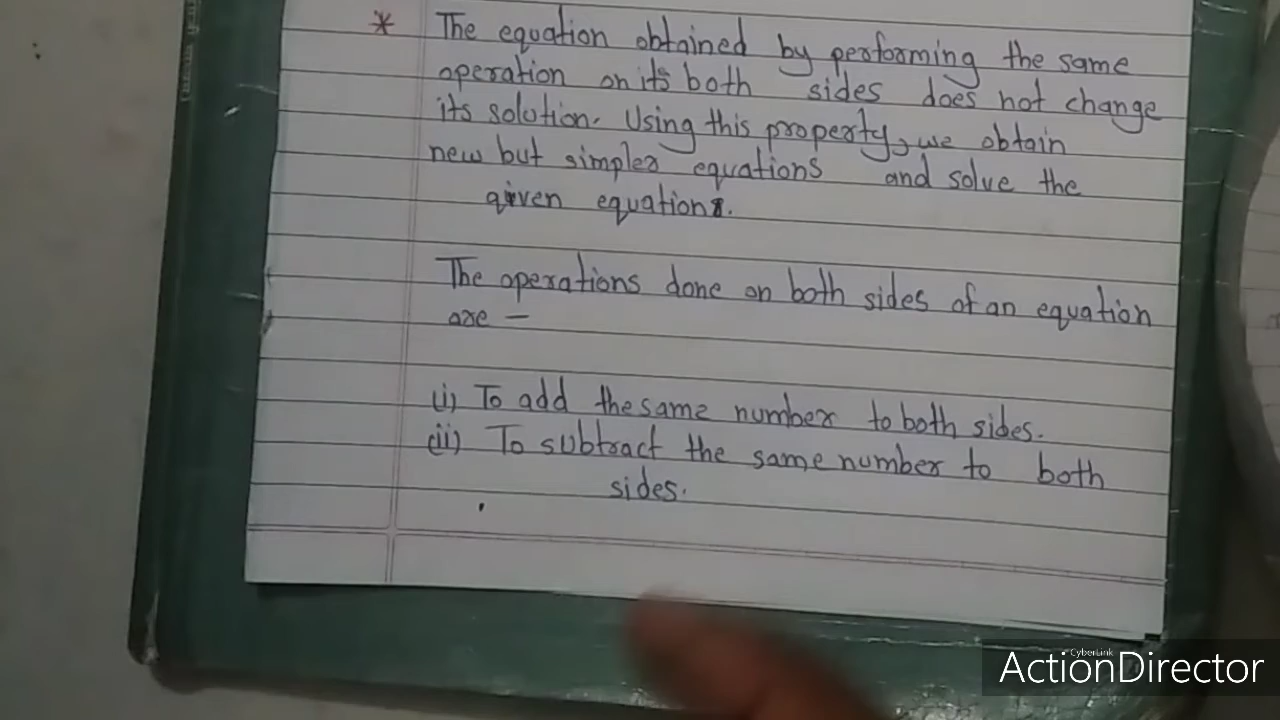 * The equation obtained by performing the same
operation on its both sides does not change
its solution. Using this property, we obtain
new but simpler equations and solve the
given equations.
The operations done on both sides of an equation
are -
(i) To add the same number to both sides.
(ii) To subtract the same number to both
sides.
CyberLink
ActionDirector